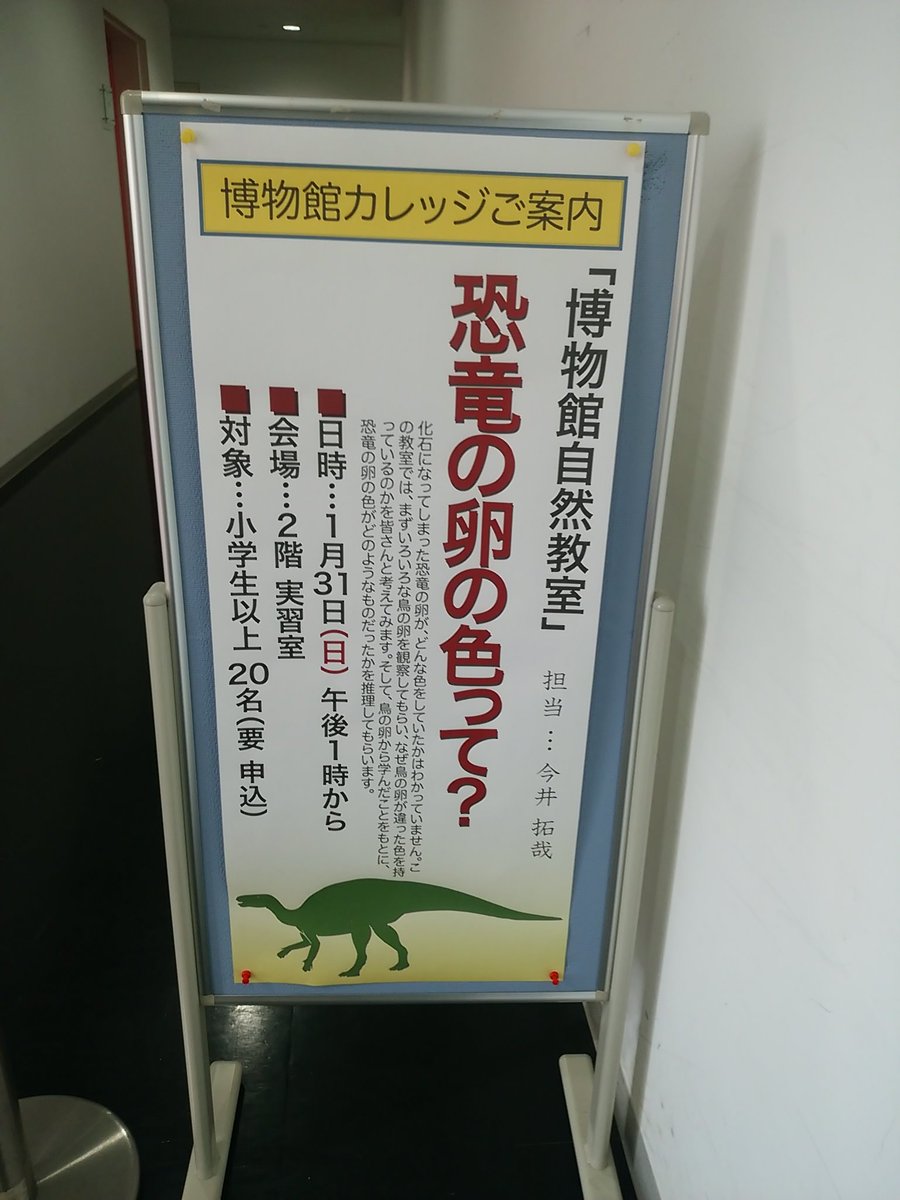 博物館カレッジご案内
「博物館自然教室」 担当…今井 拓哉
恐竜の卵の色って?
化石になってしまった恐竜の卵が、どんな色をしていたかはわかっていません。こ
の教室では、まずいろいろな鳥の卵を観察してもらい、なぜ鳥の卵が違った色を持
っているのかを皆さんと考えてみます。そして、鳥の卵から学んだことをもとに、
恐竜の卵の色がどのようなものだったかを推理してもらいます。
■日時…1月31日(日) 午後1時から
■会場…2階 実習室
■対象…小学生以上 20名(要 申込)